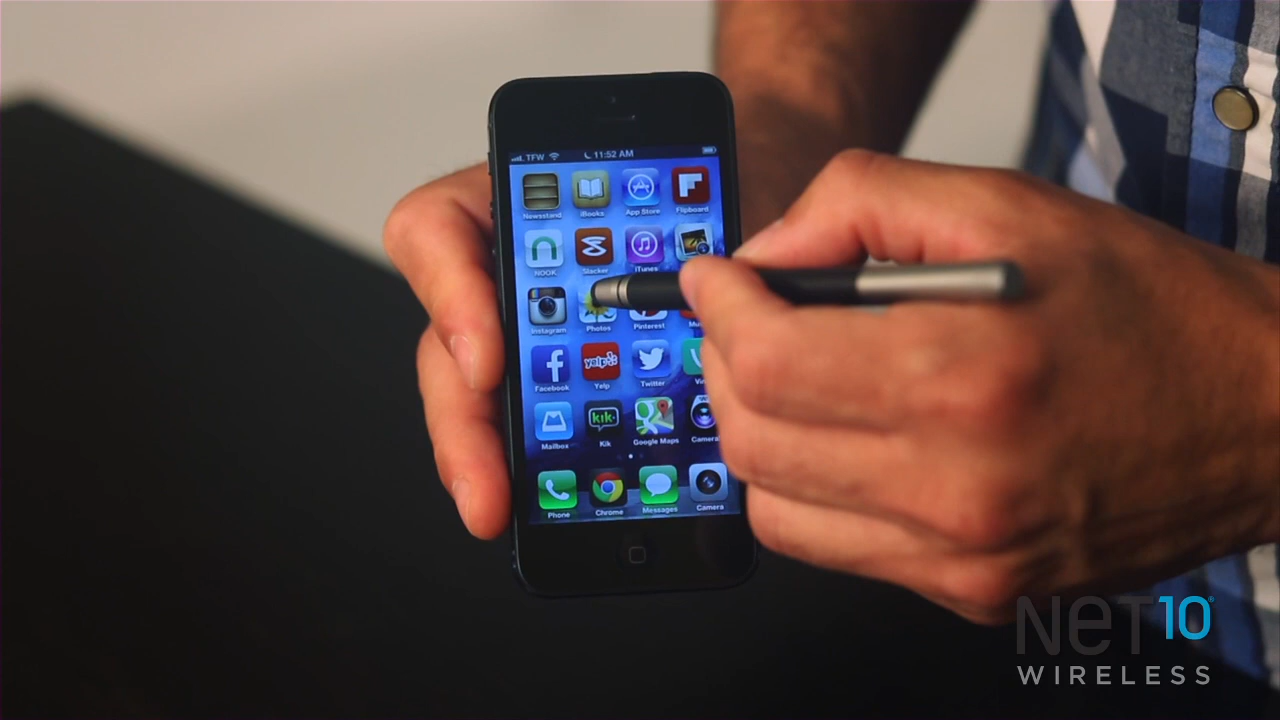 TFW 11:52 AM
Newsstand iBooks App Store Flipboard
NOOK Slacker iTunes
Instagram Photos Pinterest
Facebook Yelp Twitter
Mailbox Kik Google Maps Camera
Phone Chrome Messages Camera
yelp
kik
NET10®
WIRELESS